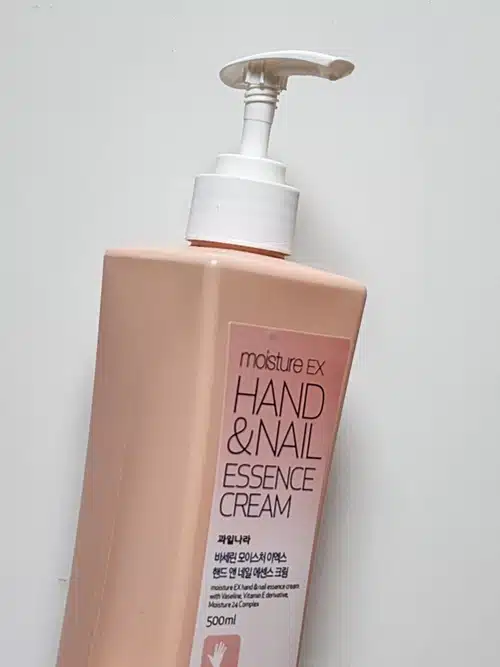 moisture EX
HAND
&NAIL
ESSENCE
CREAM
과일나라
바세린 모이스처 이엑스
핸드 앤 네일 에센스 크림
moisture EX hand & nail essence cream
with Vaseline, Vitamin E derivative,
Moisture 24 Complex
500ml